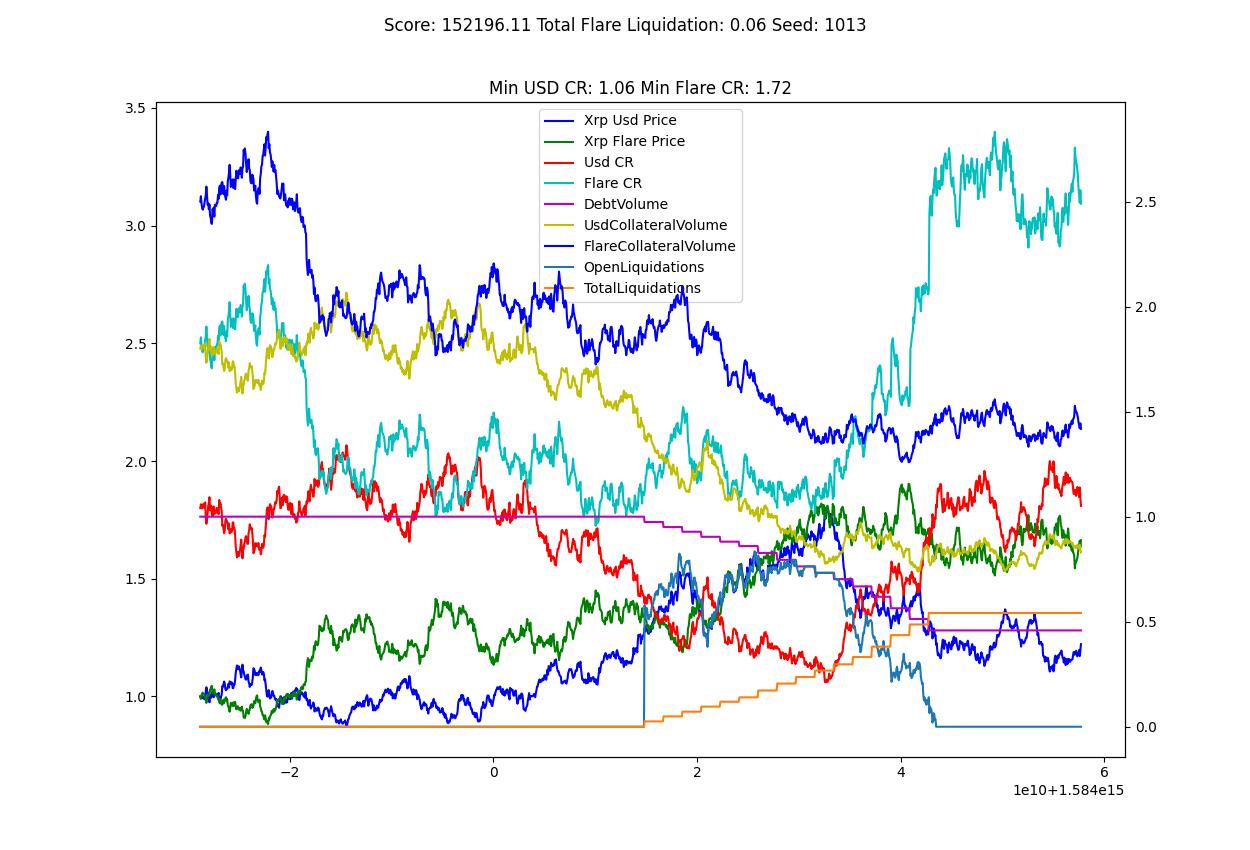 Score: 152196.11 Total Flare Liquidation: 0.06 Seed: 1013
Min USD CR: 1.06 Min Flare CR: 1.72
3.5
3.0
2.5
2.0
1.5
1.0
Xrp Usd Price
Xrp Flare Price
Usd CR
Flare CR
DebtVolume
UsdCollateralVolume
FlareCollateralVolume
OpenLiquidations
TotalLiquidations
2.5
2.0
1.5
1.0
0.5
0.0
−2 0 2 4 6
1e10+1.584e15